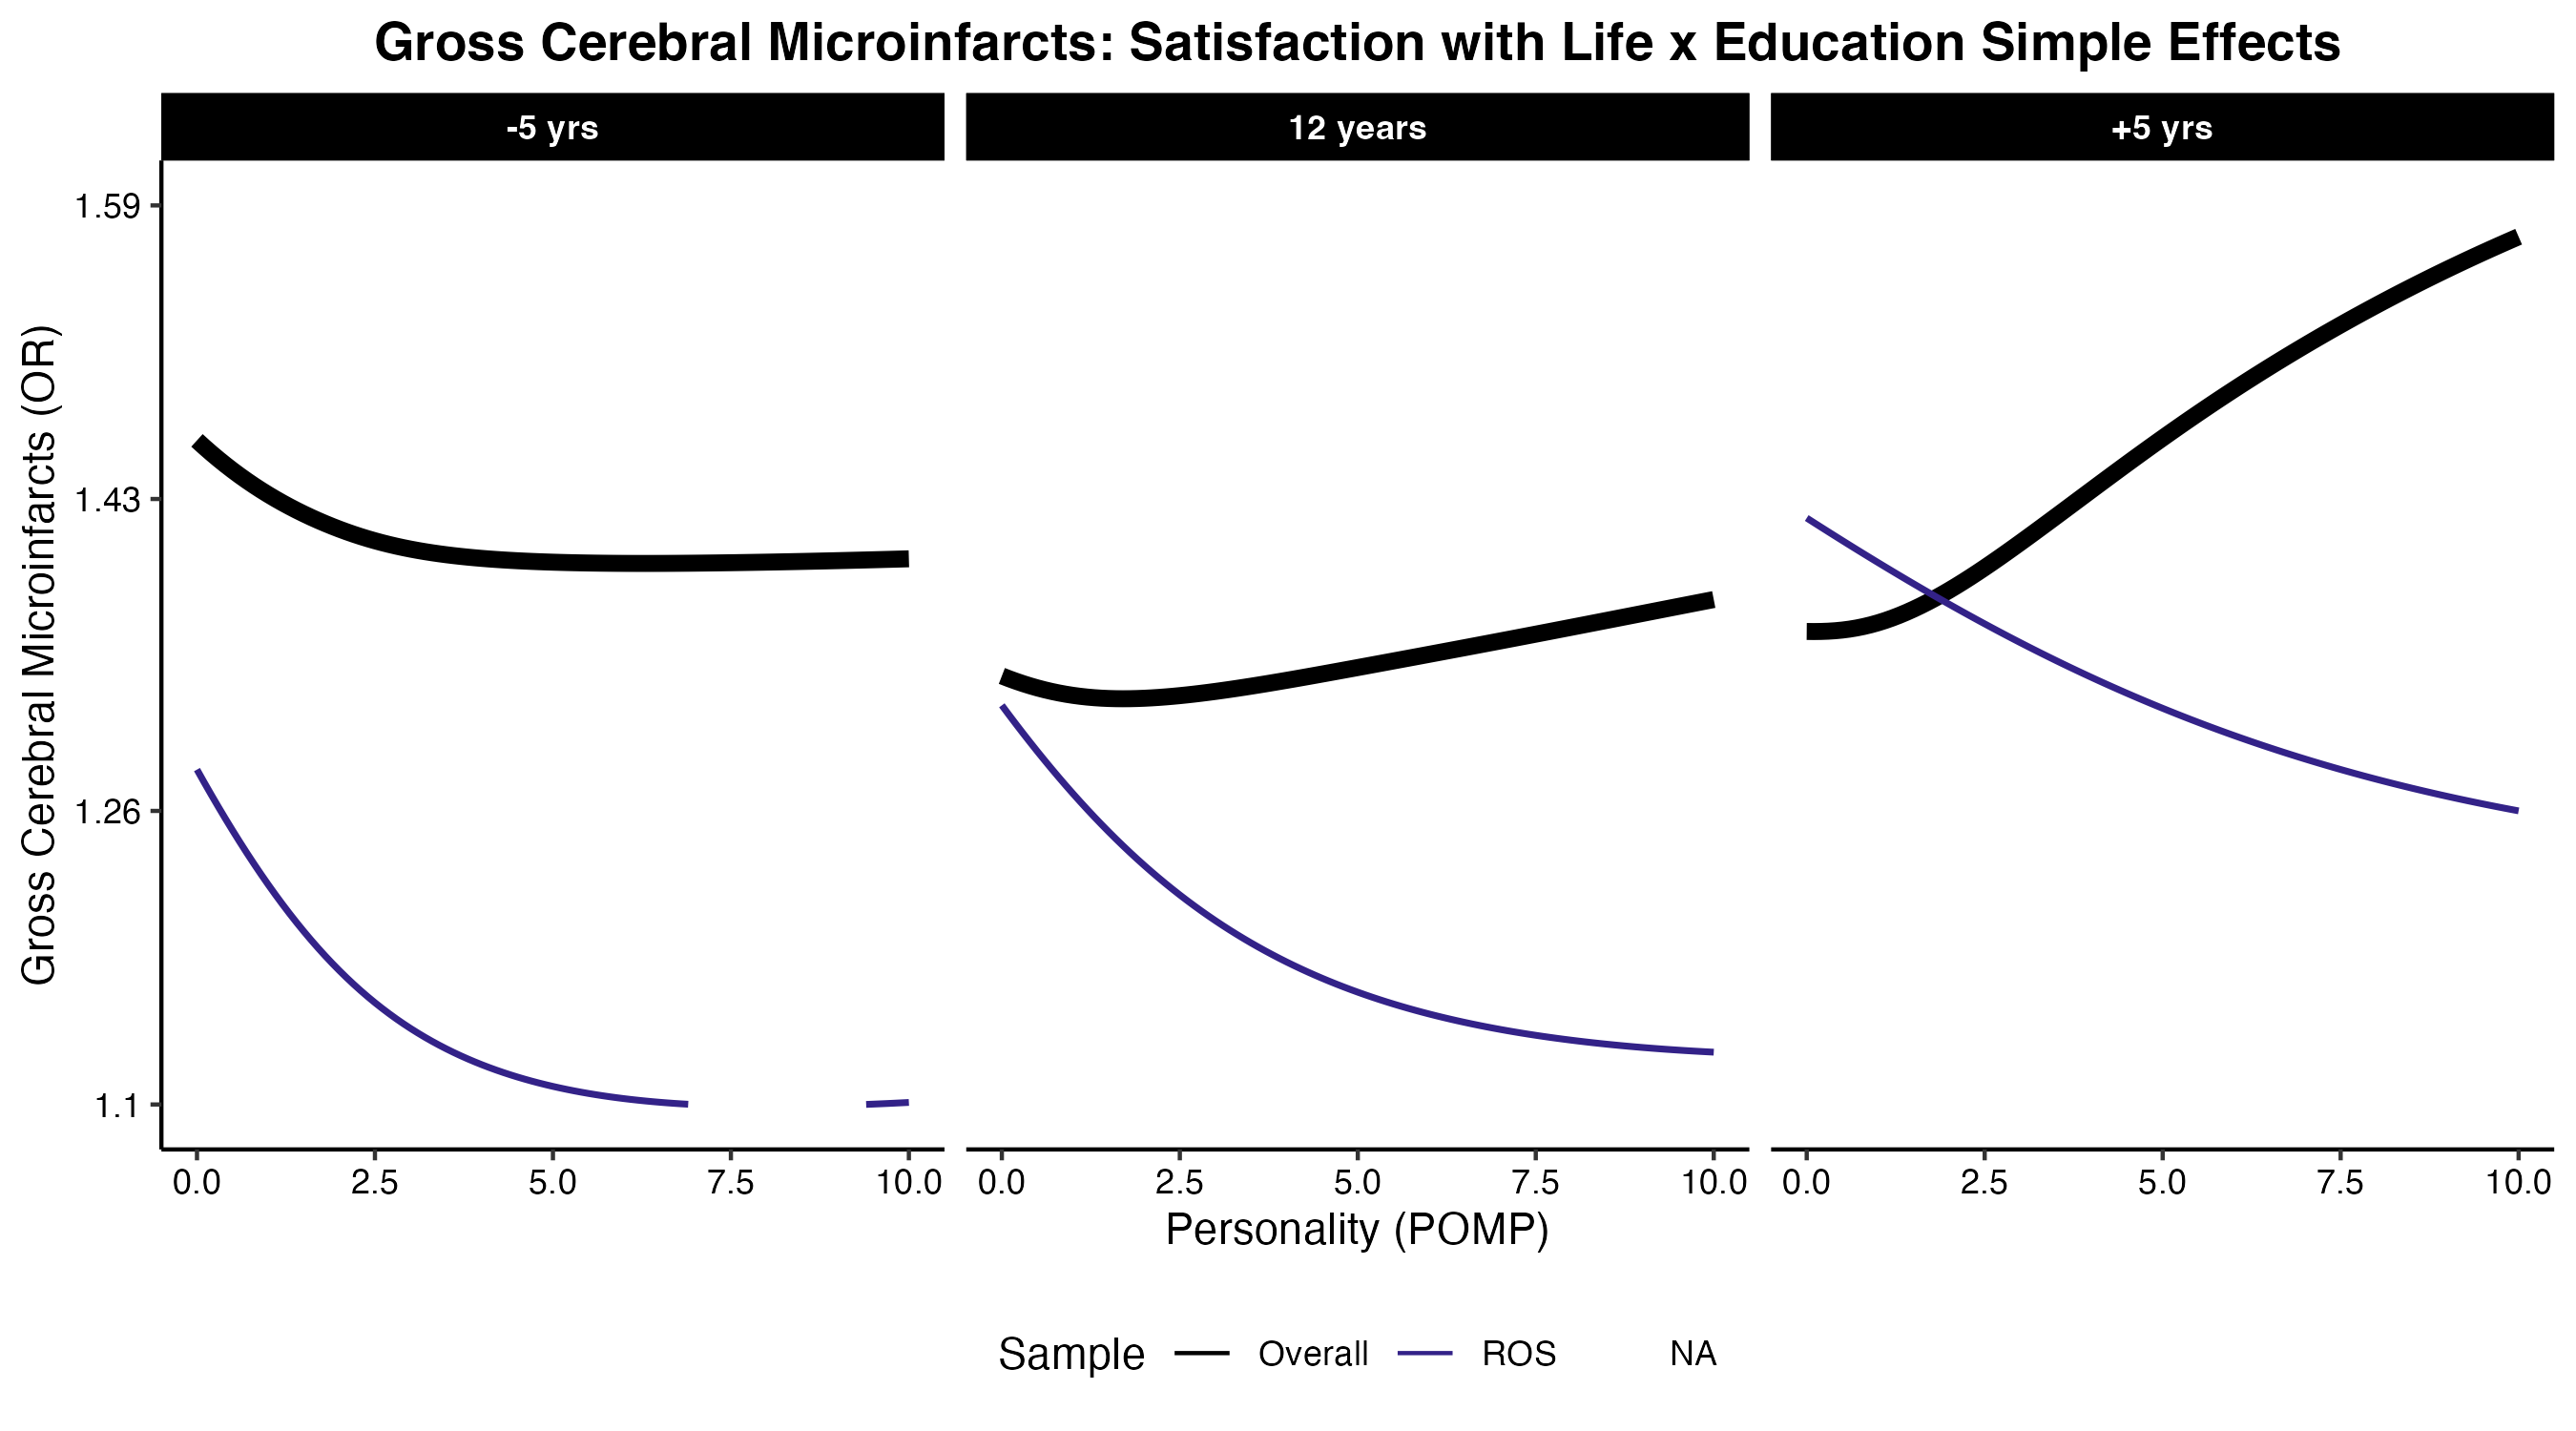 Gross Cerebral Microinfarcts: Satisfaction with Life x Education Simple Effects
-5 yrs
12 years
+5 yrs
Gross Cerebral Microinfarcts (OR)
1.59
1.43
1.26
1.1
0.0 2.5 5.0 7.5 10.0
0.0 2.5 5.0 7.5 10.0
0.0 2.5 5.0 7.5 10.0
Personality (POMP)
Sample Overall ROS NA